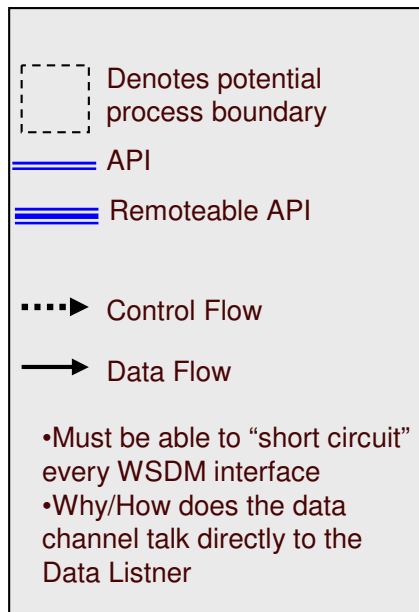 Denotes potential
process boundary
API
Remoteable API
Control Flow
Data Flow
•Must be able to “short circuit”
every WSDM interface
•Why/How does the data
channel talk directly to the
Data Listner